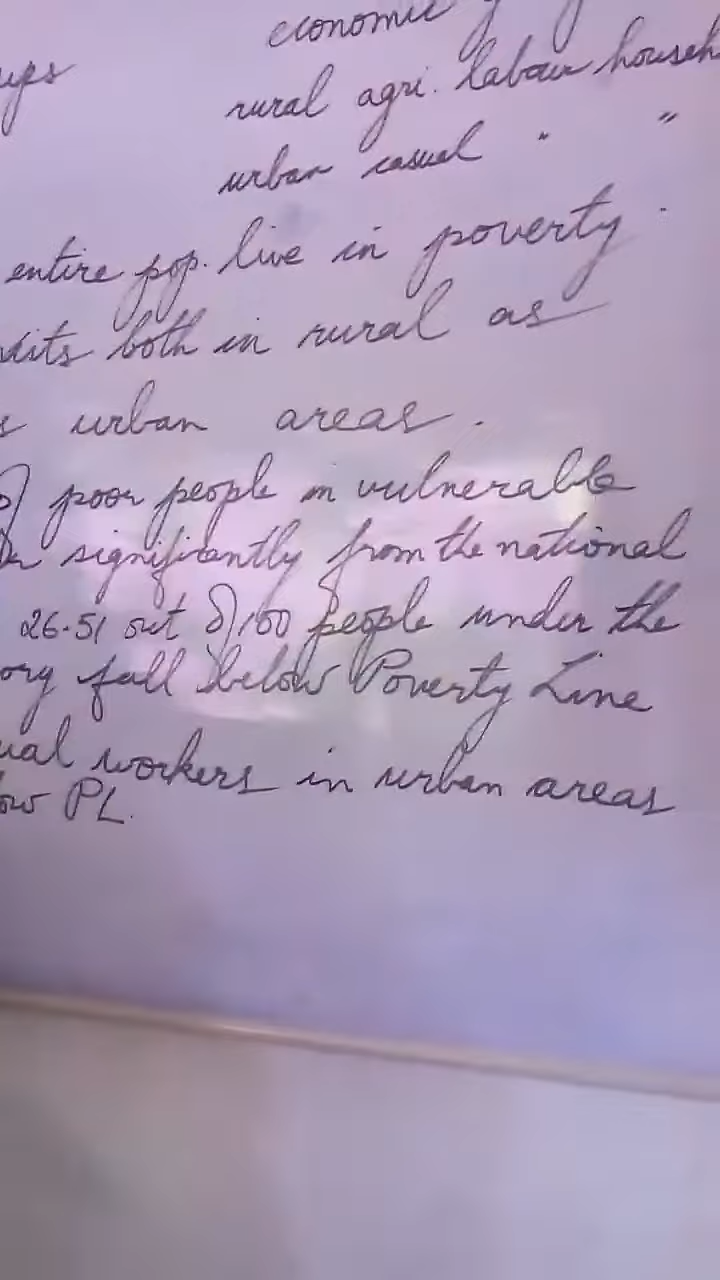 economic
rural agri. labour househ
urban casual " "
entire pop. live in poverty.
both in rural as
urban areas.
poor people in vulnerable
significantly from the national
26.51 out of 100 people under the
ory fall below Poverty Line
ual workers in urban areas
ow PL.